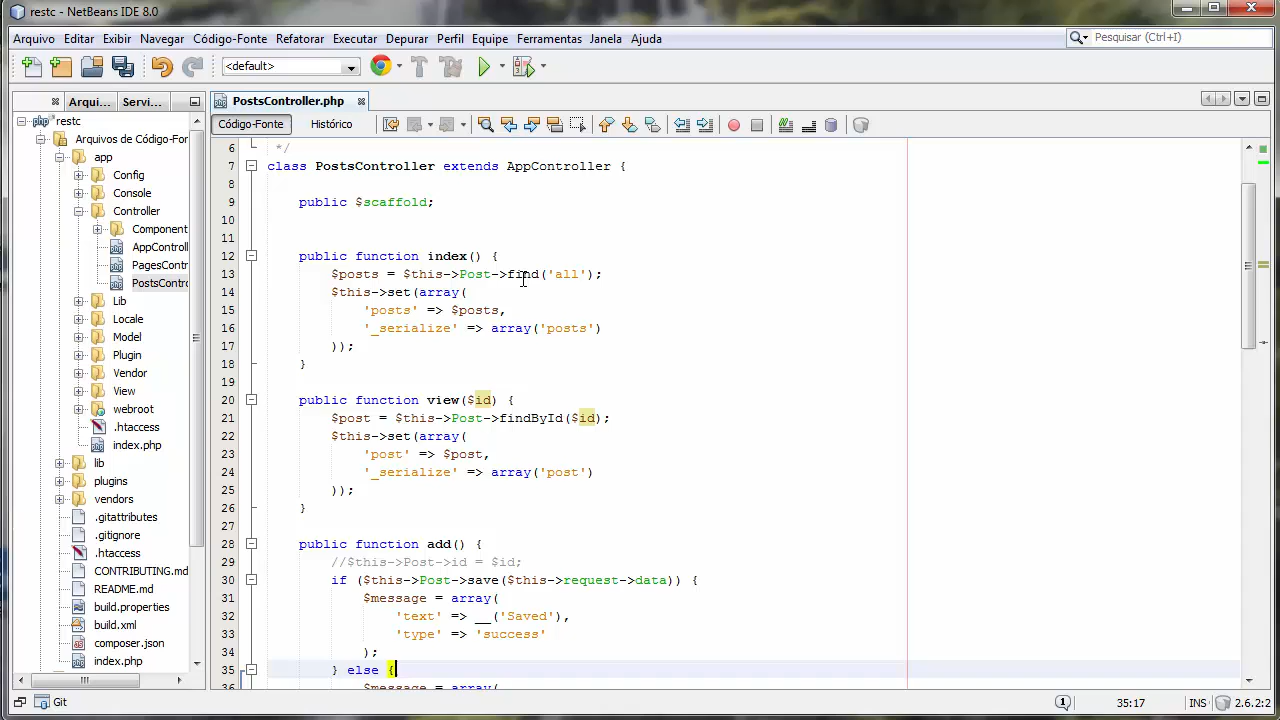 restc - NetBeans IDE 8.0
Arquivo Editar Exibir Navegar Código-Fonte Refatorar Executar Depurar Perfil Equipe Ferramentas Janela Ajuda
Pesquisar (Ctrl+I)
<default>
Arqui...
Servi...
PostsController.php
Código-Fonte
Histórico
restc
Arquivos de Código-Font
app
Config
Console
Controller
Component
AppControl
PagesContr
PostsContro
Lib
Locale
Model
Plugin
Vendor
View
webroot
.htaccess
index.php
lib
plugins
vendors
.gitattributes
.gitignore
.htaccess
CONTRIBUTING.md
README.md
build.properties
build.xml
composer.json
index.php
6 */
7 class PostsController extends AppController {
8
9 public $scaffold;
10
11
12 public function index() {
13 $posts = $this->Post->find('all');
14 $this->set(array(
15 'posts' => $posts,
16 '_serialize' => array('posts')
17 ));
18 }
19
20 public function view($id) {
21 $post = $this->Post->findById($id);
22 $this->set(array(
23 'post' => $post,
24 '_serialize' => array('post')
25 ));
26 }
27
28 public function add() {
29 //$this->Post->id = $id;
30 if ($this->Post->save($this->request->data)) {
31 $message = array(
32 'text' => __('Saved'),
33 'type' => 'success'
34 );
35 } else {
36 $message = array(
Git
1
35:17
INS
2.6.2:2